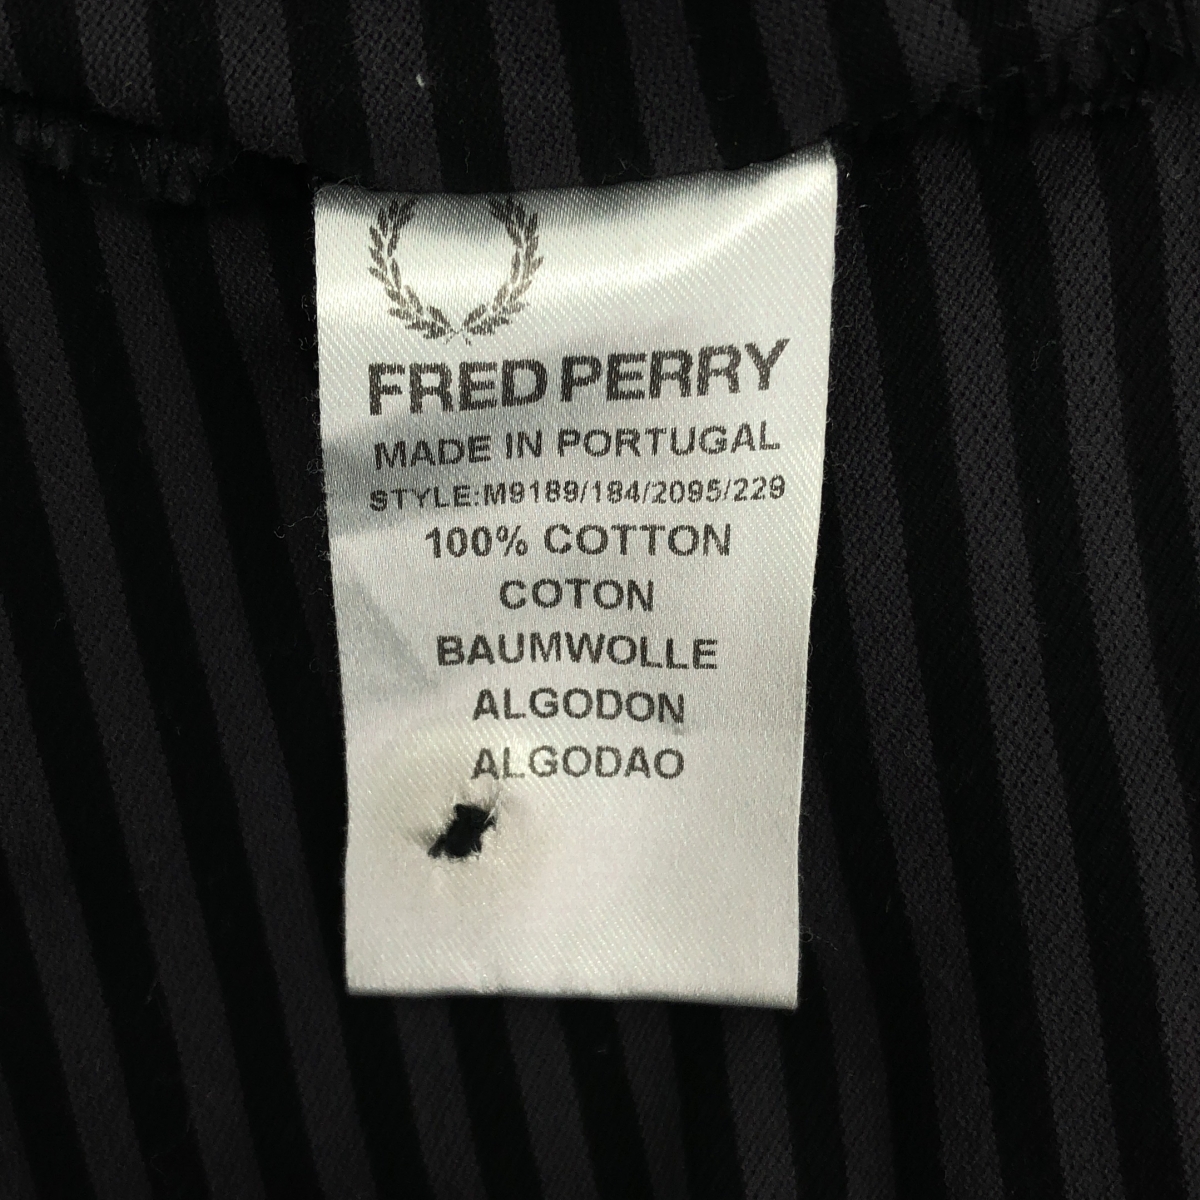 FRED PERRY
MADE IN PORTUGAL
STYLE:M9189/184/2095/229
100% COTTON
COTON
BAUMWOLLE
ALGODON
ALGODAO